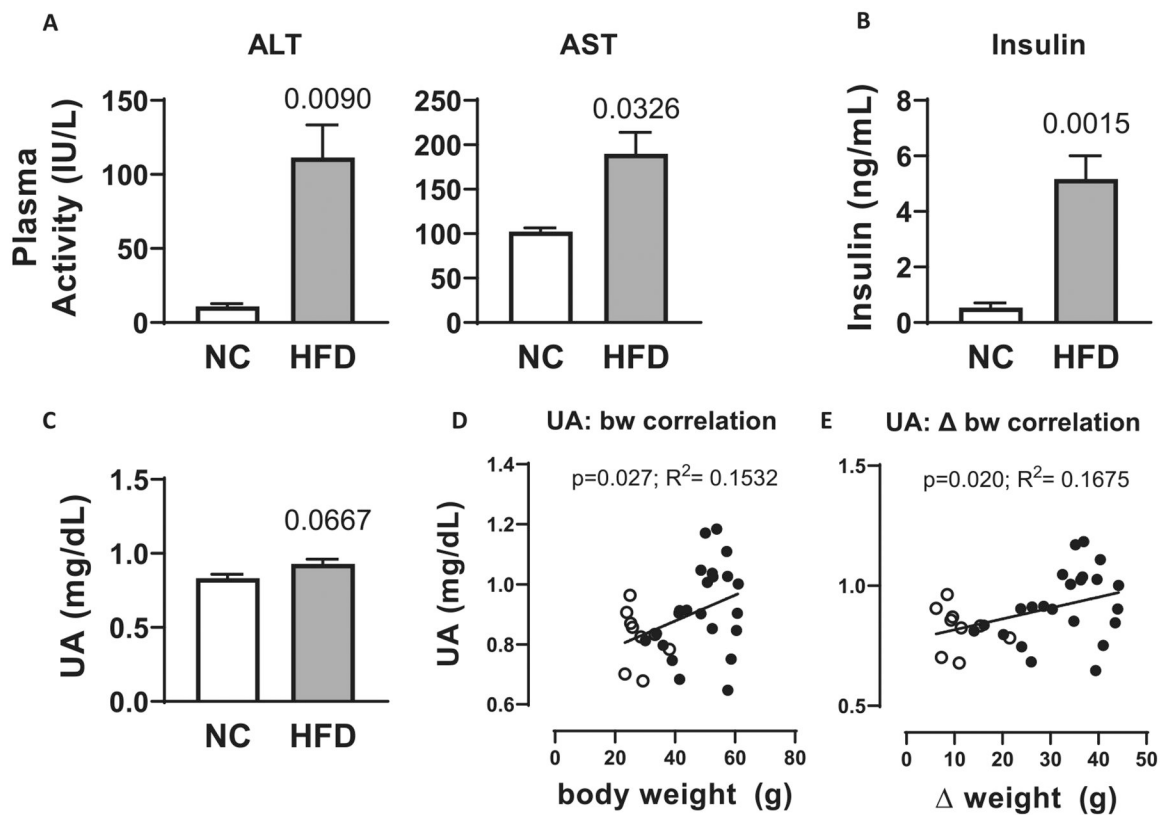 A
ALT
AST
B
Insulin
Plasma
Activity (IU/L)
150
100
50
0
0.0090
NC HFD
250
200
150
100
50
0
0.0326
NC HFD
Insulin (ng/mL)
8
6
4
2
0
0.0015
NC HFD
C
UA (mg/dL)
1.5
1.0
0.5
0.0
0.0667
NC HFD
D
UA: bw correlation
p=0.027; R²= 0.1532
UA (mg/dL)
1.4
1.2
1.0
0.8
0.6
0 20 40 60 80
body weight (g)
E
UA: Δ bw correlation
p=0.020; R²= 0.1675
1.5
1.0
0.5
0 10 20 30 40 50
Δ weight (g)